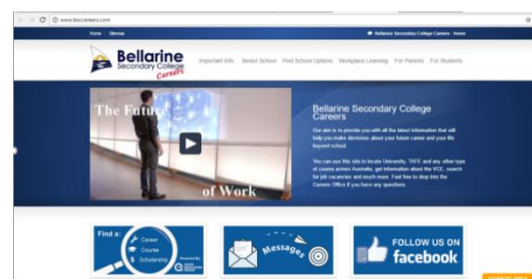 www.bsccareers.com
Home Sitemap
Bellarine Secondary College Careers - Home
Bellarine
Secondary College
Careers
Important Info Senior School Post School Options Workplace Learning For Parents For Students
The Future
of Work
Bellarine Secondary College
Careers
Our aim is to provide you with all the latest information that will
help you make decisions about your future career and your life
beyond school.
You can use this site to locate University, TAFE and any other type
of course across Australia, get information about the VCE, search
for job vacancies and much more. Feel free to drop into the
Careers Office if you have any questions.
Find a:
Career
Course
$ Scholarship
Powered By
Messages
FOLLOW US ON
facebook